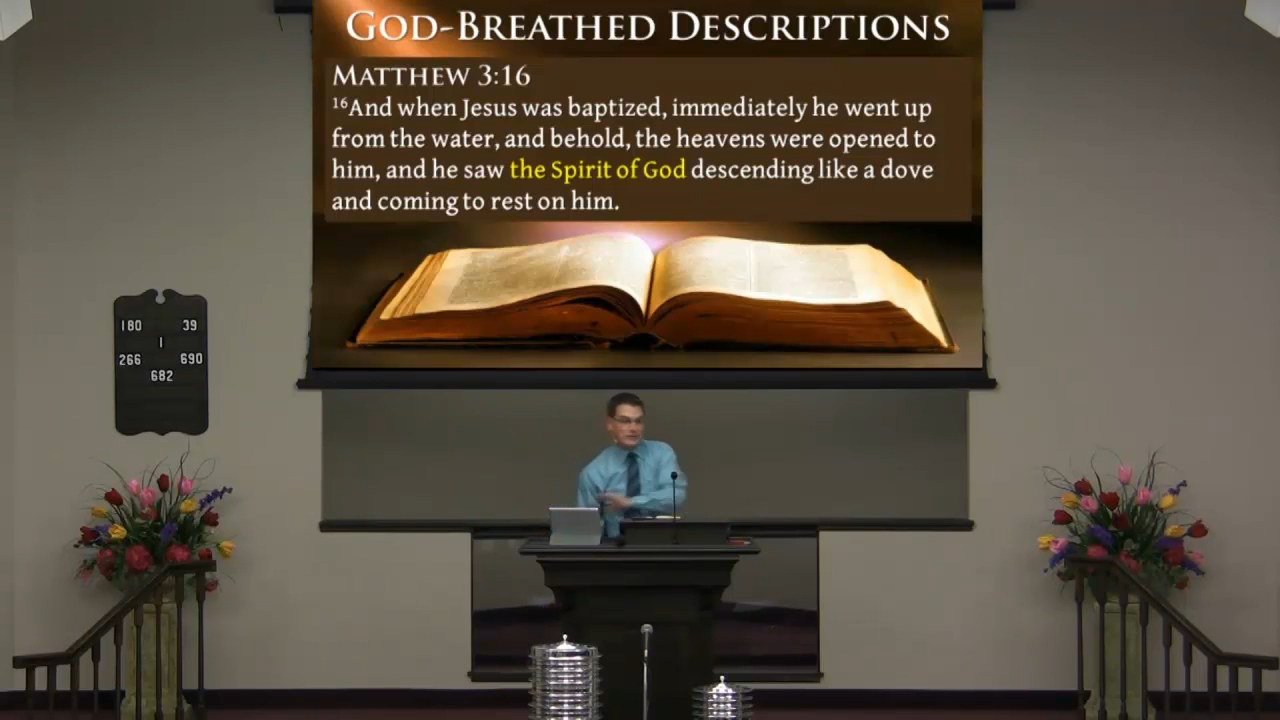 GOD-BREATHED DESCRIPTIONS
MATTHEW 3:16
16And when Jesus was baptized, immediately he went up
from the water, and behold, the heavens were opened to
him, and he saw the Spirit of God descending like a dove
and coming to rest on him.
180 39
1
266 690
682